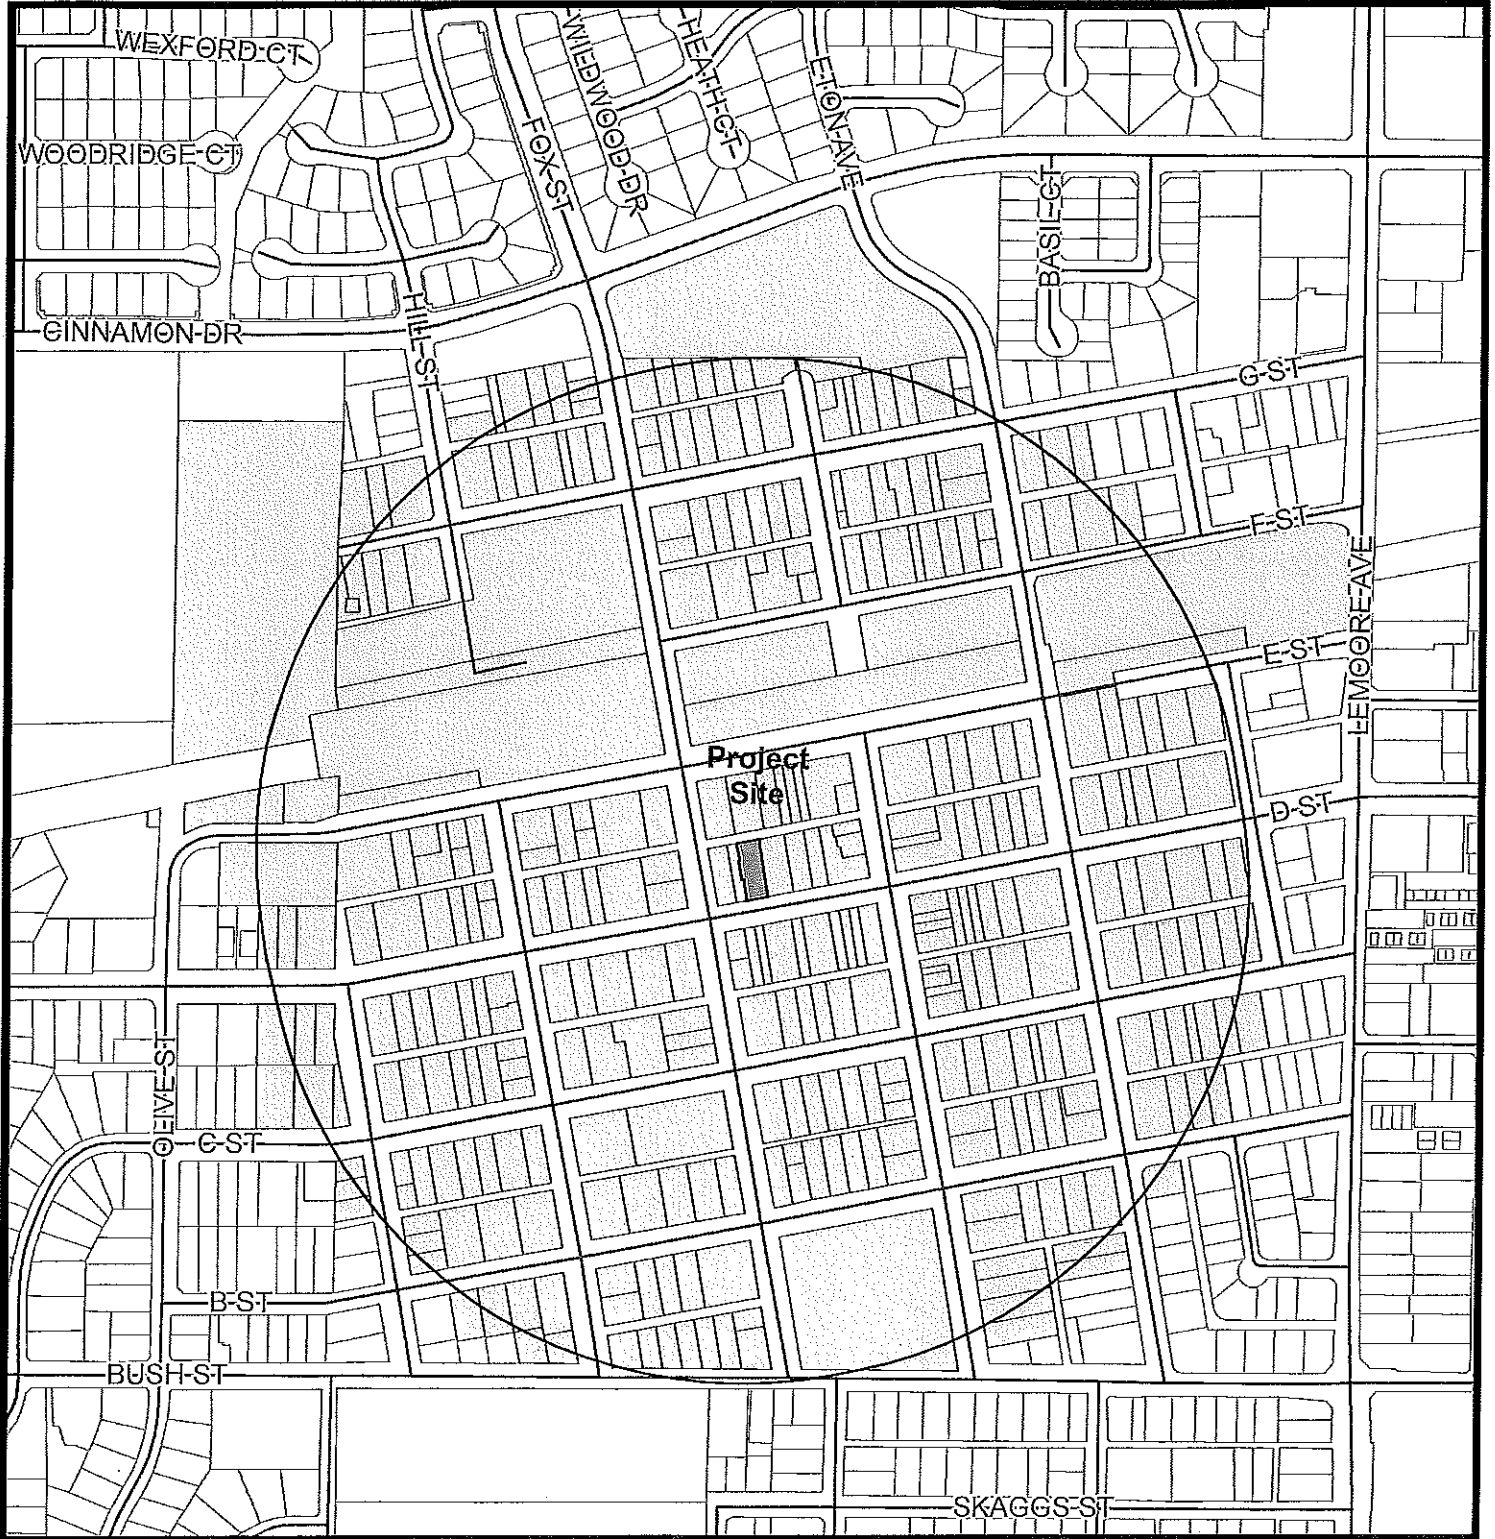 WEXFORD CT
WIEDWOOD DR
HEATH CT
ETON AVE
FOX ST
WOODRIDGE CT
BASIL CT
HILL ST
CINNAMON DR
G ST
F ST
LEMOORE AVE
E ST
Project
Site
D ST
OLIVE ST
C ST
B ST
BUSH ST
SKAGGS ST